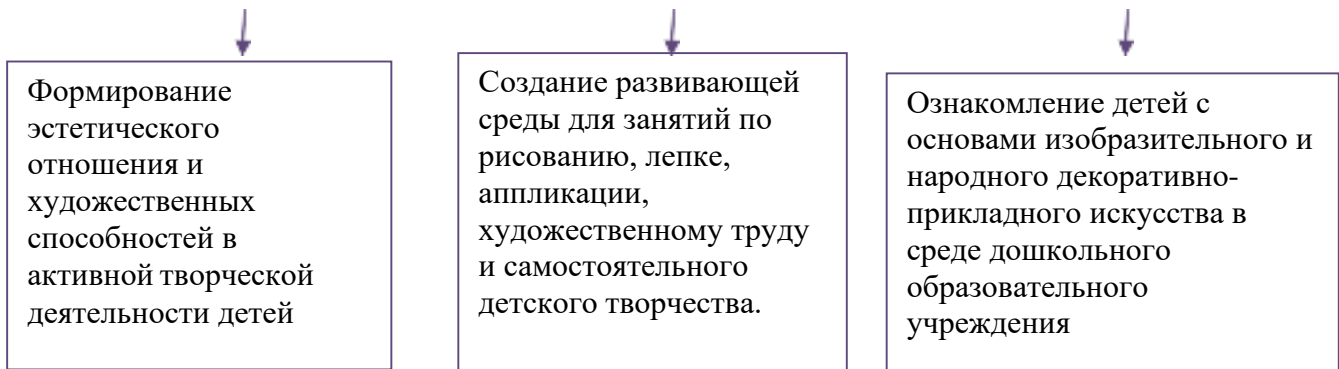 Формирование
эстетического
отношения и
художественных
способностей в
активной творческой
деятельности детей
Создание развивающей
среды для занятий по
рисованию, лепке,
аппликации,
художественному труду
и самостоятельного
детского творчества.
Ознакомление детей с
основами изобразительного и
народного декоративно-
прикладного искусства в
среде дошкольного
образовательного
учреждения